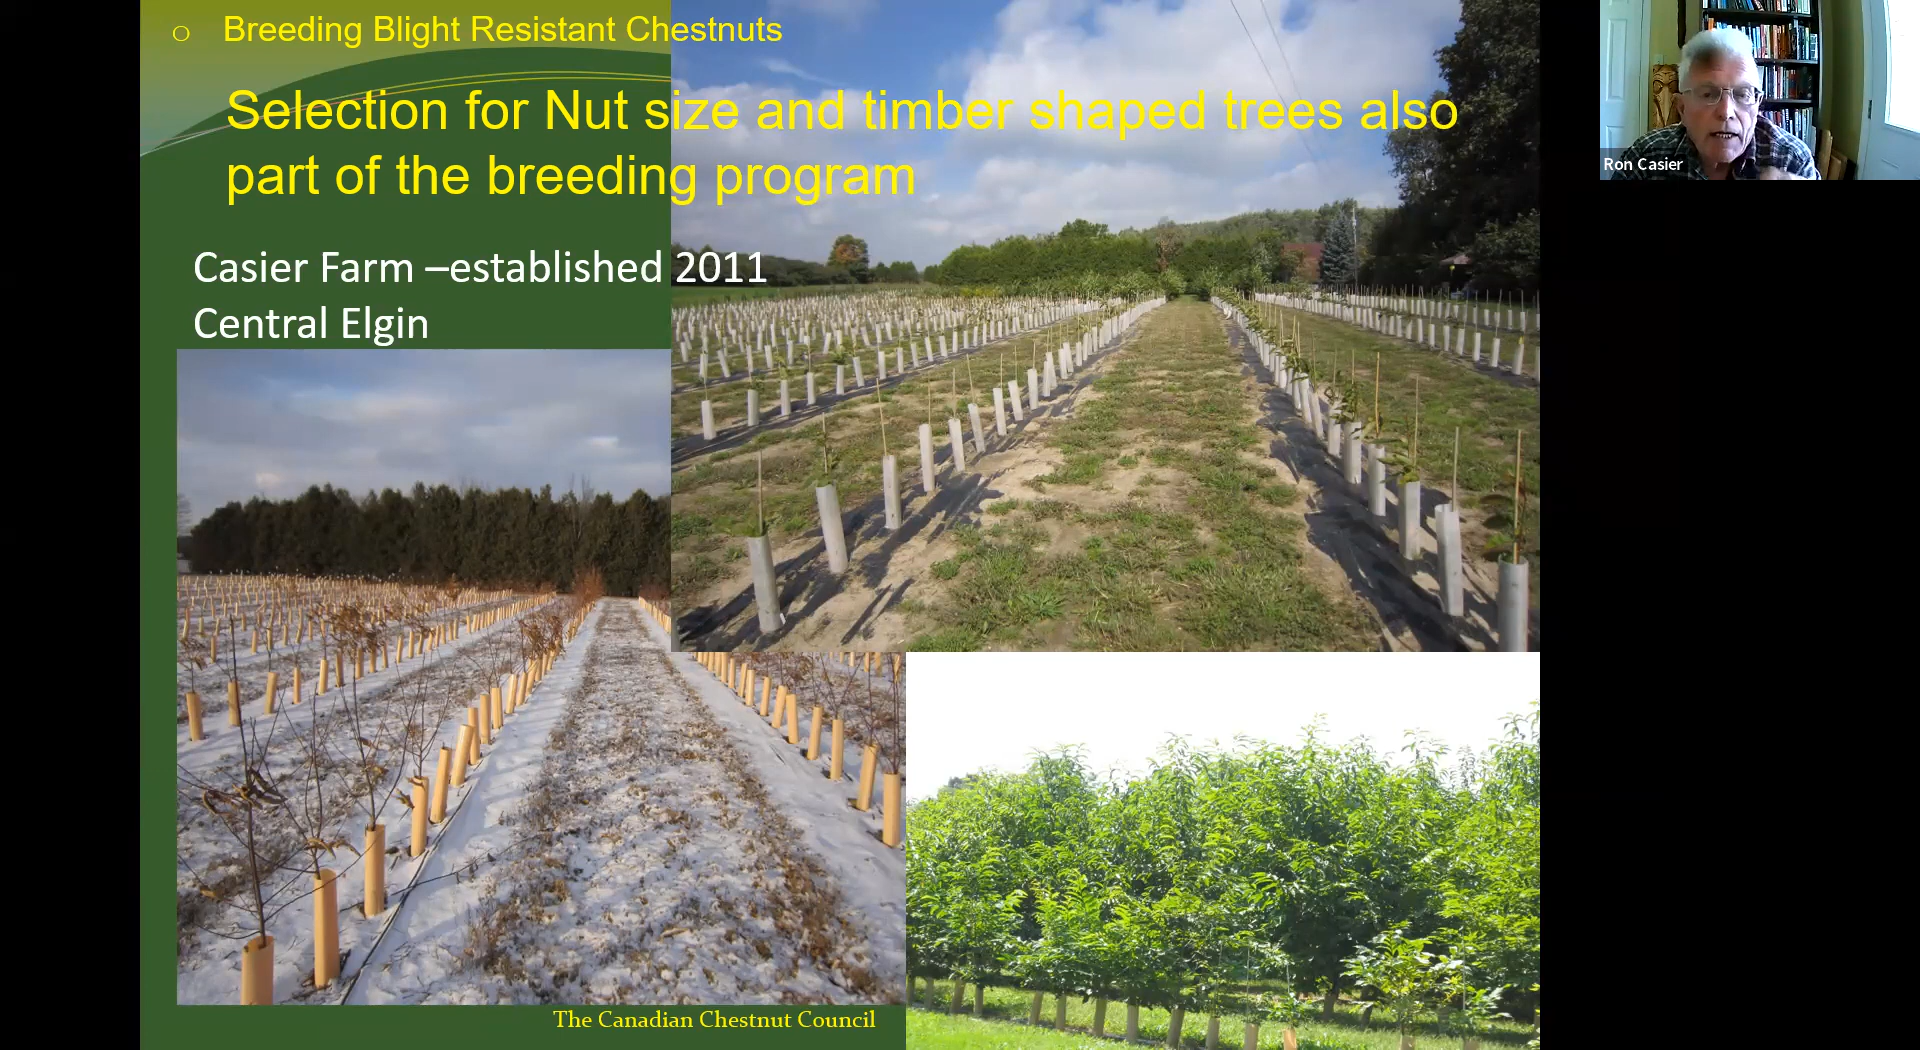 Breeding Blight Resistant Chestnuts
Selection for Nut size and timber shaped trees also
part of the breeding program
Casier Farm –established 2011
Central Elgin
The Canadian Chestnut Council
Ron Casier